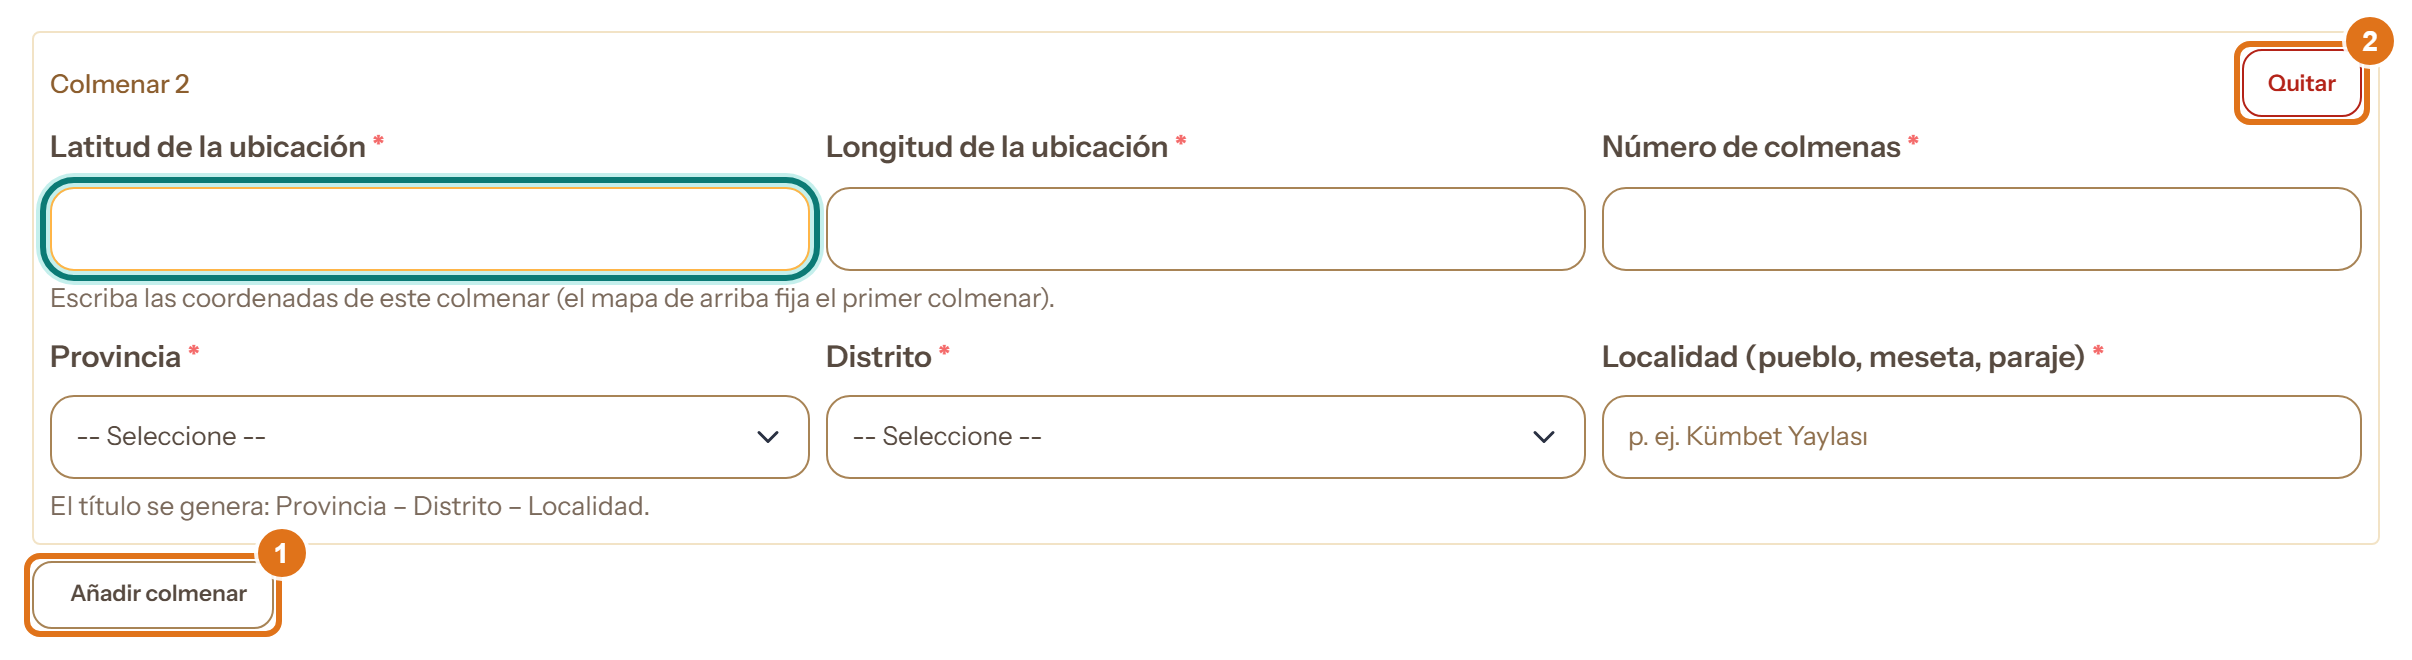 2
Colmenar 2
Quitar
Latitud de la ubicación *
Longitud de la ubicación *
Número de colmenas *
Escriba las coordenadas de este colmenar (el mapa de arriba fija el primer colmenar).
Provincia *
Distrito *
Localidad (pueblo, meseta, paraje) *
-- Seleccione --
-- Seleccione --
p. ej. Kümbet Yaylası
El título se genera: Provincia – Distrito – Localidad.
1
Añadir colmenar